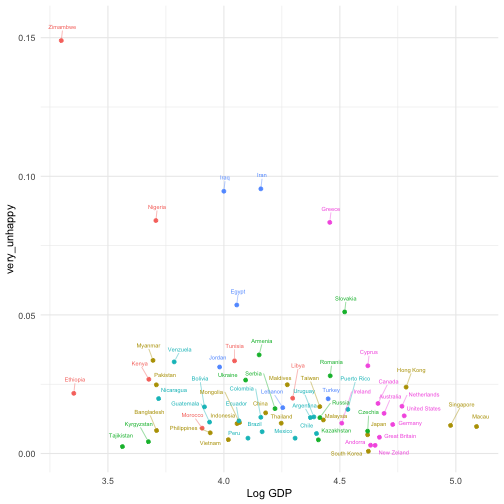 0.15
0.10
0.05
0.00
very_unhappy
Zimambwe
Iraq
Iran
Nigeria
Greece
Egypt
Slovakia
Armenia
Myanmar
Venzuela
Tunisia
Jordan
Romania
Cyprus
Kenya
Pakistan
Ethiopia
Bolivia
Ukrains
Serbia
Maldives
Libya
Taiwan
Turkey
Puerto Rico
Canada
Hong Kong
Nicaragua
Mongolia
Colombia
Lebanon
Uruguay
Ireland
Australia
Netherlands
Guatemala
Ecuador
China
Argentina
Russia
United States
Bangladesh
Morocco
Indonesia
Thailand
Malaysia
Czechia
Singapore
Macau
Kyrgyzstan
Philippines
Brazil
Chile
Japan
Germany
Tajikistan
Vietnam
Peru
Mexico
Kazakhstan
Andorra
Great Britain
South Korea
New Zealand
3.5 4.0 4.5 5.0
Log GDP